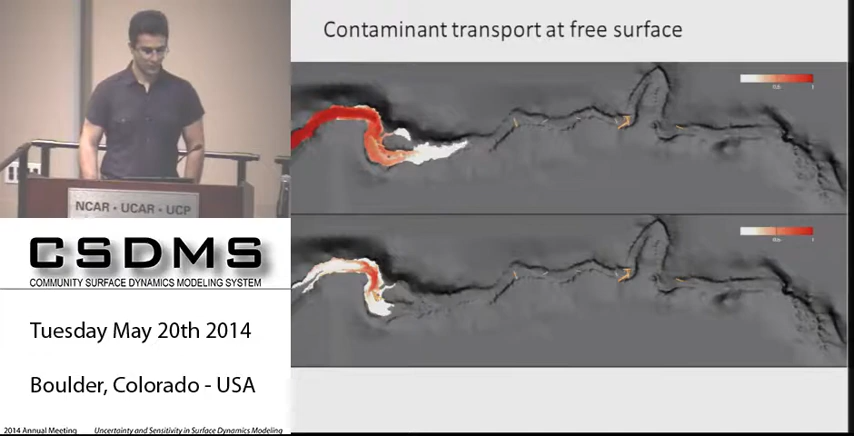 Contaminant transport at free surface
NCAR - UCAR - UCP
CSDMS
COMMUNITY SURFACE DYNAMICS MODELING SYSTEM
Tuesday May 20th 2014
Boulder, Colorado - USA
2014 Annual Meeting Uncertainty and Sensitivity in Surface Dynamics Modeling